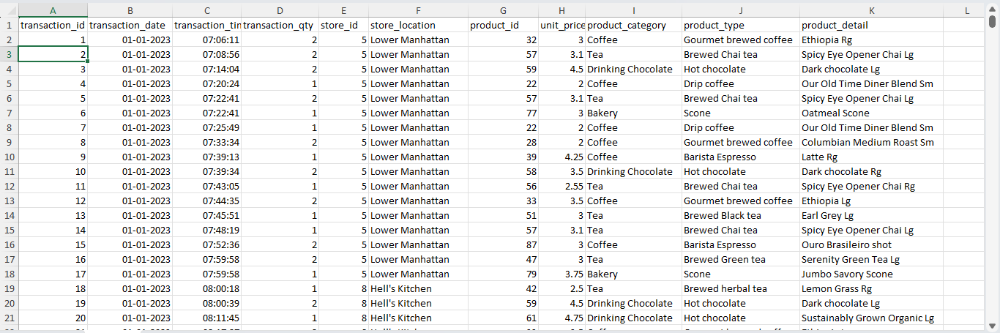 A B C D E F G H I J K L
1 transaction_id transaction_date transaction_tin transaction_qty store_id store_location product_id unit_price product_category product_type product_detail
2 1 01-01-2023 07:06:11 2 5 Lower Manhattan 32 3 Coffee Gourmet brewed coffee Ethiopia Rg
3 2 01-01-2023 07:08:56 2 5 Lower Manhattan 57 3.1 Tea Brewed Chai tea Spicy Eye Opener Chai Lg
4 3 01-01-2023 07:14:04 2 5 Lower Manhattan 59 4.5 Drinking Chocolate Hot chocolate Dark chocolate Lg
5 4 01-01-2023 07:20:24 1 5 Lower Manhattan 22 2 Coffee Drip coffee Our Old Time Diner Blend Sm
6 5 01-01-2023 07:22:41 2 5 Lower Manhattan 57 3.1 Tea Brewed Chai tea Spicy Eye Opener Chai Lg
7 6 01-01-2023 07:22:41 1 5 Lower Manhattan 77 3 Bakery Scone Oatmeal Scone
8 7 01-01-2023 07:25:49 1 5 Lower Manhattan 22 2 Coffee Drip coffee Our Old Time Diner Blend Sm
9 8 01-01-2023 07:33:34 2 5 Lower Manhattan 28 2 Coffee Gourmet brewed coffee Columbian Medium Roast Sm
10 9 01-01-2023 07:39:13 1 5 Lower Manhattan 39 4.25 Coffee Barista Espresso Latte Rg
11 10 01-01-2023 07:39:34 2 5 Lower Manhattan 58 3.5 Drinking Chocolate Hot chocolate Dark chocolate Rg
12 11 01-01-2023 07:43:05 1 5 Lower Manhattan 56 2.55 Tea Brewed Chai tea Spicy Eye Opener Chai Rg
13 12 01-01-2023 07:44:35 2 5 Lower Manhattan 33 3.5 Coffee Gourmet brewed coffee Ethiopia Lg
14 13 01-01-2023 07:45:51 1 5 Lower Manhattan 51 3 Tea Brewed Black tea Earl Grey Lg
15 14 01-01-2023 07:48:19 1 5 Lower Manhattan 57 3.1 Tea Brewed Chai tea Spicy Eye Opener Chai Lg
16 15 01-01-2023 07:52:36 2 5 Lower Manhattan 87 3 Coffee Barista Espresso Ouro Brasileiro shot
17 16 01-01-2023 07:59:58 2 5 Lower Manhattan 47 3 Tea Brewed Green tea Serenity Green Tea Lg
18 17 01-01-2023 07:59:58 1 5 Lower Manhattan 79 3.75 Bakery Scone Jumbo Savory Scone
19 18 01-01-2023 08:00:18 1 8 Hell's Kitchen 42 2.5 Tea Brewed herbal tea Lemon Grass Rg
20 19 01-01-2023 08:00:39 2 8 Hell's Kitchen 59 4.5 Drinking Chocolate Hot chocolate Dark chocolate Lg
21 20 01-01-2023 08:11:45 1 8 Hell's Kitchen 61 4.75 Drinking Chocolate Hot chocolate Sustainably Grown Organic Lg